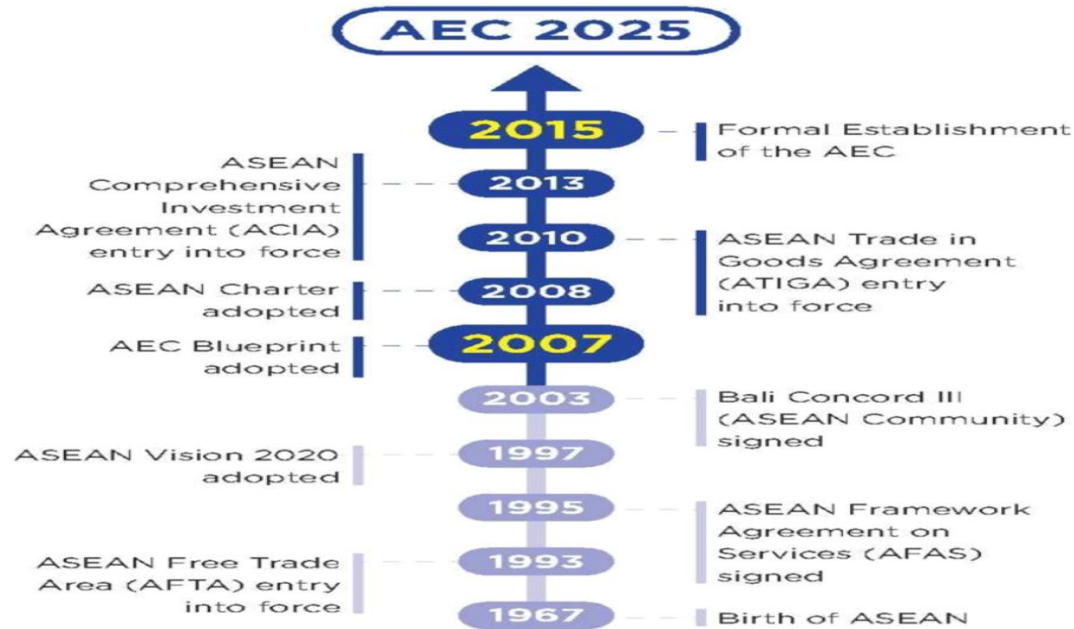 AEC 2025
2015
Formal Establishment
of the AEC
ASEAN
Comprehensive
Investment
Agreement (ACIA)
entry into force
2013
2010
ASEAN Trade in
Goods Agreement
(ATIGA) entry
into force
ASEAN Charter
adopted
2008
AEC Blueprint
adopted
2007
2003
Bali Concord III
(ASEAN Community)
signed
ASEAN Vision 2020
adopted
1997
1995
ASEAN Framework
Agreement on
Services (AFAS)
signed
ASEAN Free Trade
Area (AFTA) entry
into force
1993
1967
Birth of ASEAN